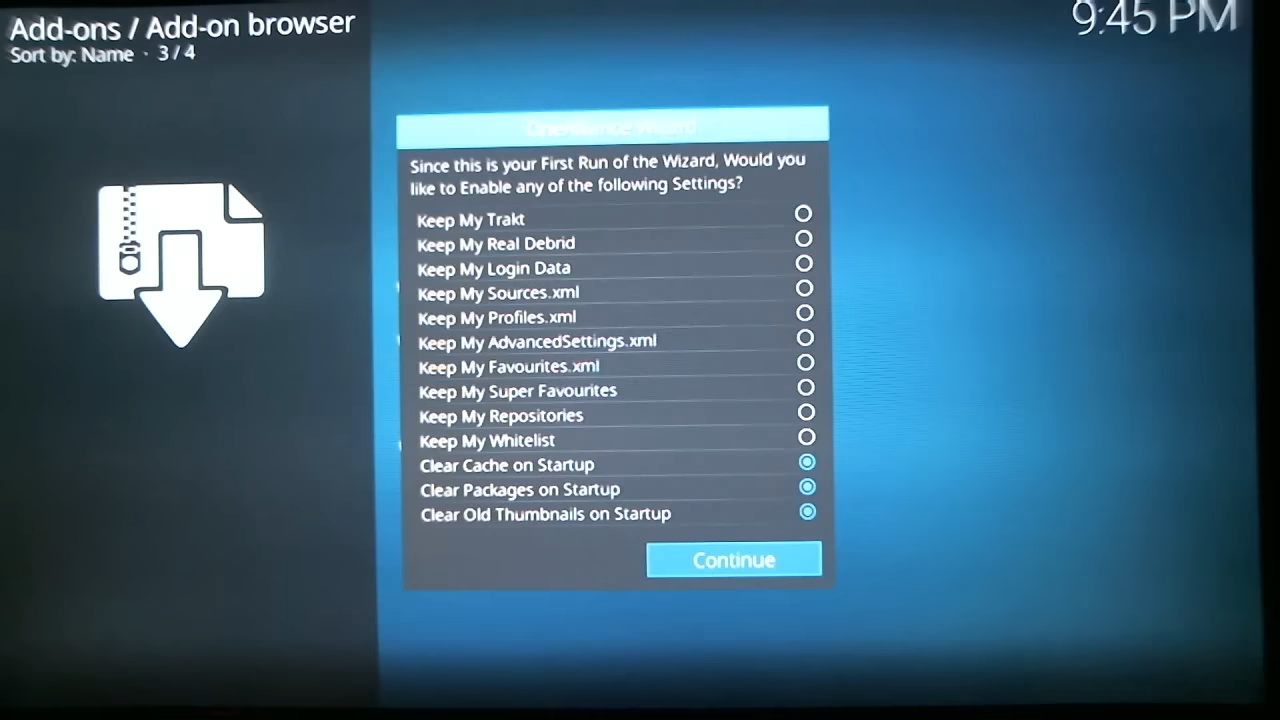 Add-ons / Add-on browser
Sort by: Name · 3 / 4
9:45 PM
Wizard
Since this is your First Run of the Wizard, Would you
like to Enable any of the following Settings?
Keep My Trakt
Keep My Real Debrid
Keep My Login Data
Keep My Sources.xml
Keep My Profiles.xml
Keep My AdvancedSettings.xml
Keep My Favourites.xml
Keep My Super Favourites
Keep My Repositories
Keep My Whitelist
Clear Cache on Startup
Clear Packages on Startup
Clear Old Thumbnails on Startup
Continue